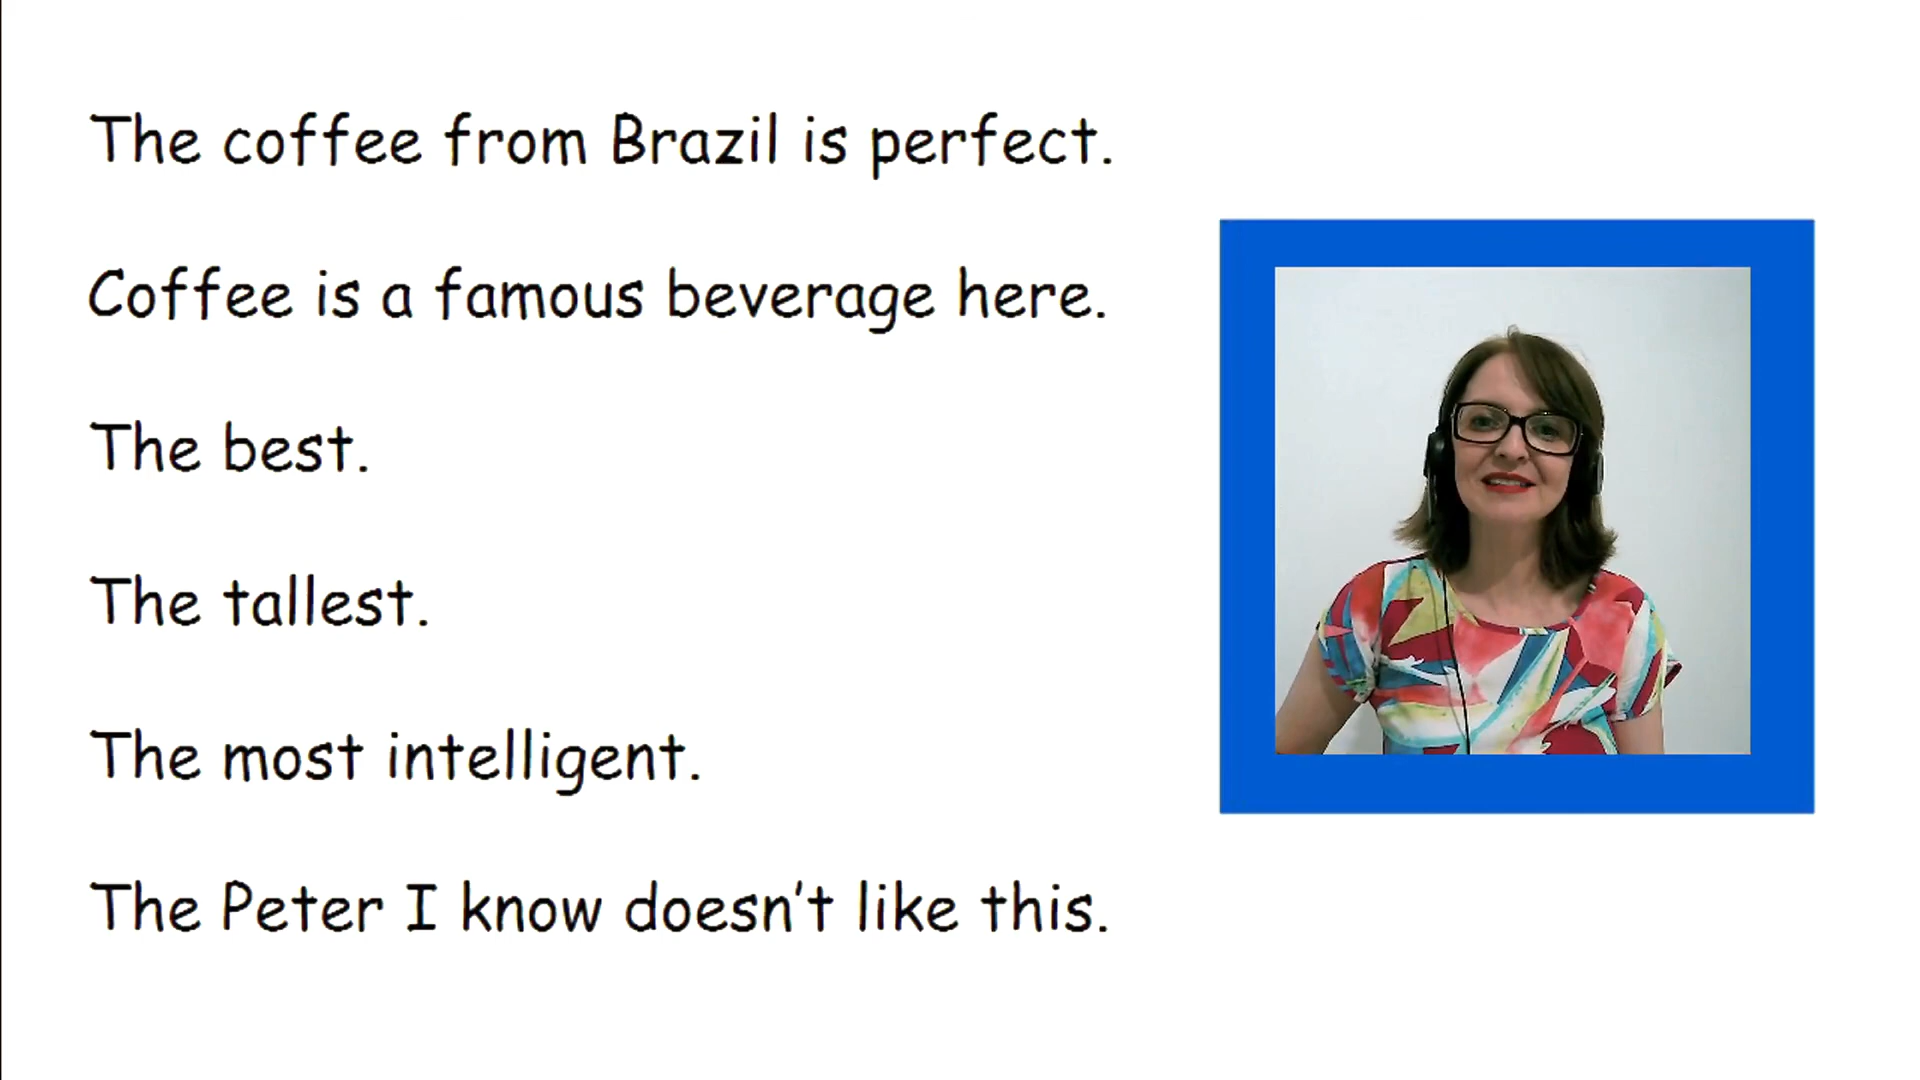 The coffee from Brazil is perfect.
Coffee is a famous beverage here.
The best.
The tallest.
The most intelligent.
The Peter I know doesn't like this.